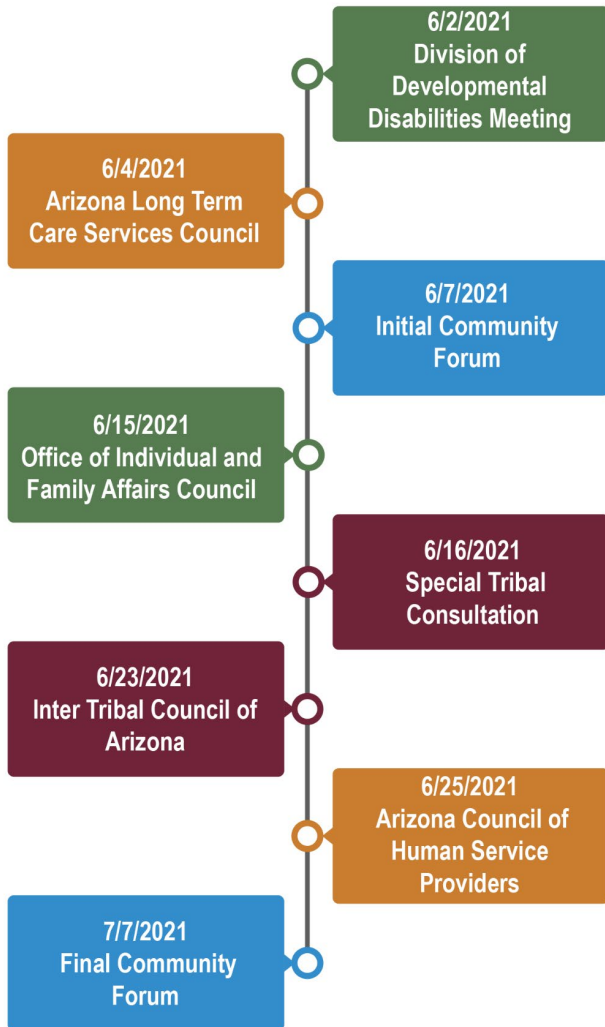 6/2/2021
Division of
Developmental
Disabilities Meeting
6/4/2021
Arizona Long Term
Care Services Council
6/7/2021
Initial Community
Forum
6/15/2021
Office of Individual and
Family Affairs Council
6/16/2021
Special Tribal
Consultation
6/23/2021
Inter Tribal Council of
Arizona
6/25/2021
Arizona Council of
Human Service
Providers
7/7/2021
Final Community
Forum